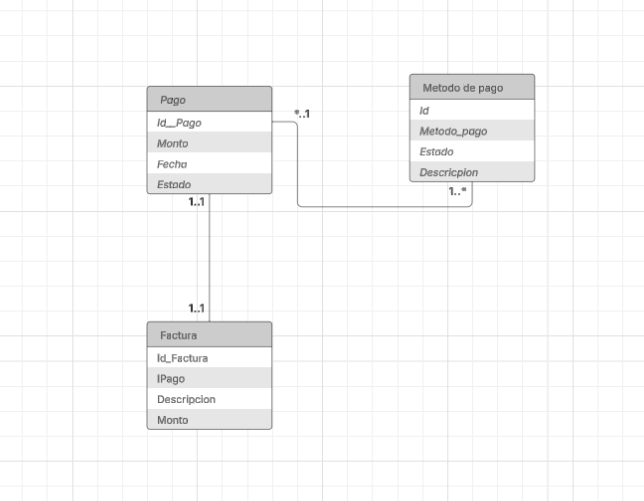 Pago
Id__Pago
Monto
Fecha
Estado
*..1
Metodo de pago
Id
Metodo_pago
Estado
Descricpion
1..*
1..1
1..1
Factura
Id_Factura
IPago
Descripcion
Monto